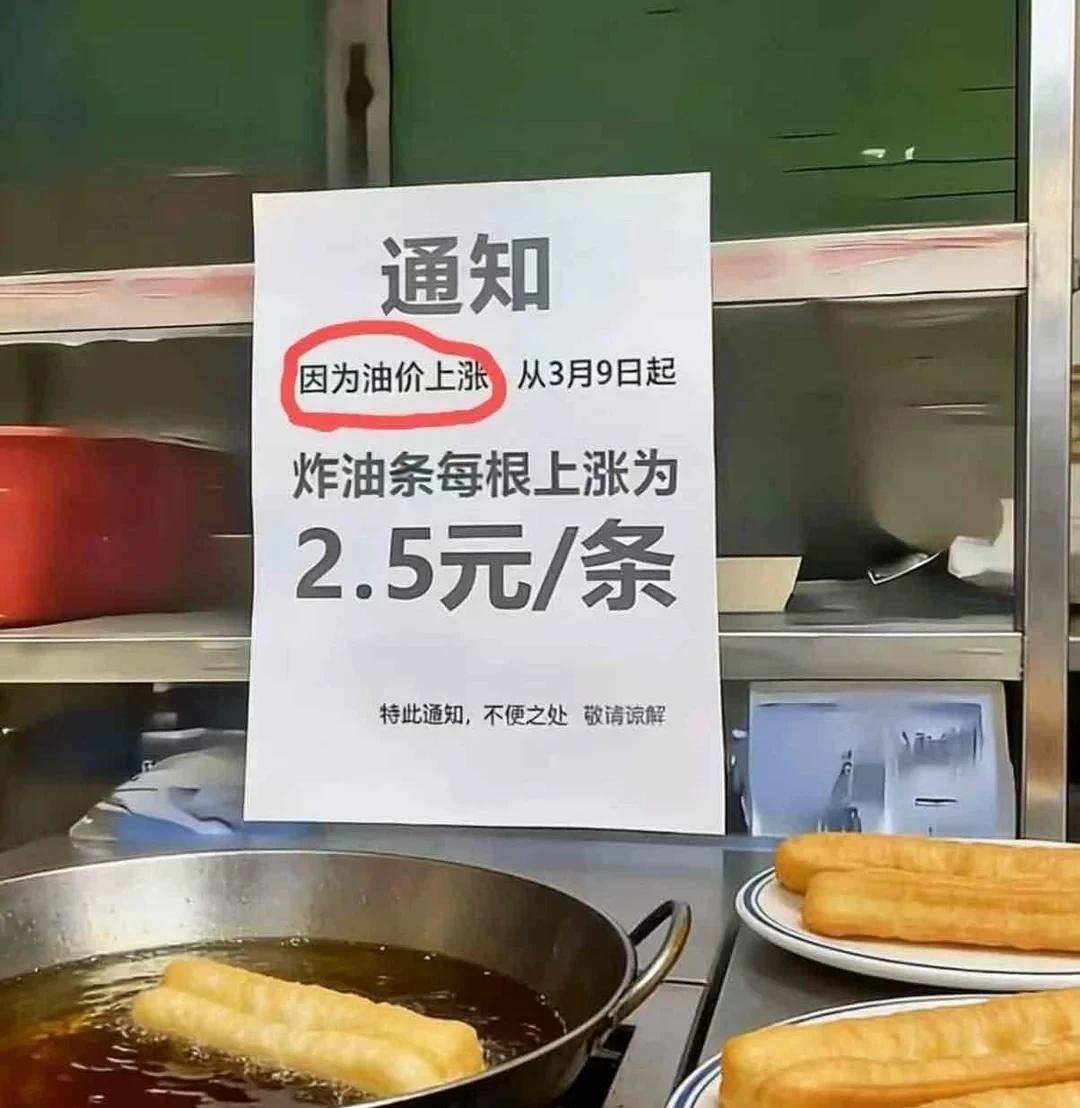 通知
因为油价上涨 从3月9日起
炸油条每根上涨为
2.5元/条
特此通知，不便之处 敬请谅解